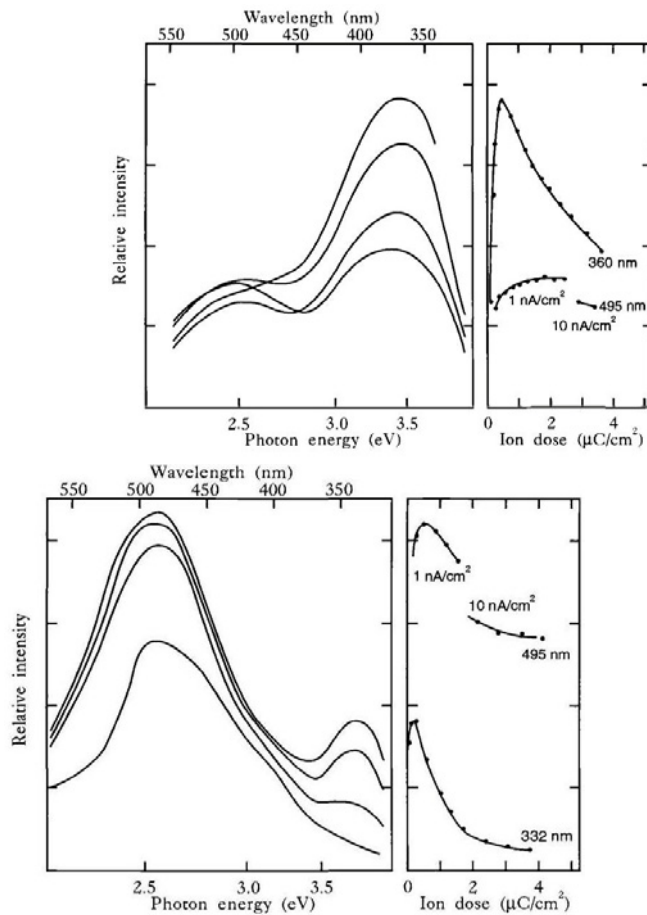 Wavelength (nm)
550 500 450 400 350
Relative intensity
360 nm
1 nA/cm²
495 nm
10 nA/cm²
2.5 3.0 3.5
0 2 4
Photon energy (eV)
Ion dose (μC/cm²)
Wavelength (nm)
550 500 450 400 350
Relative intensity
1 nA/cm²
10 nA/cm²
495 nm
332 nm
2.5 3.0 3.5
0 2 4
Photon energy (eV)
Ion dose (μC/cm²)